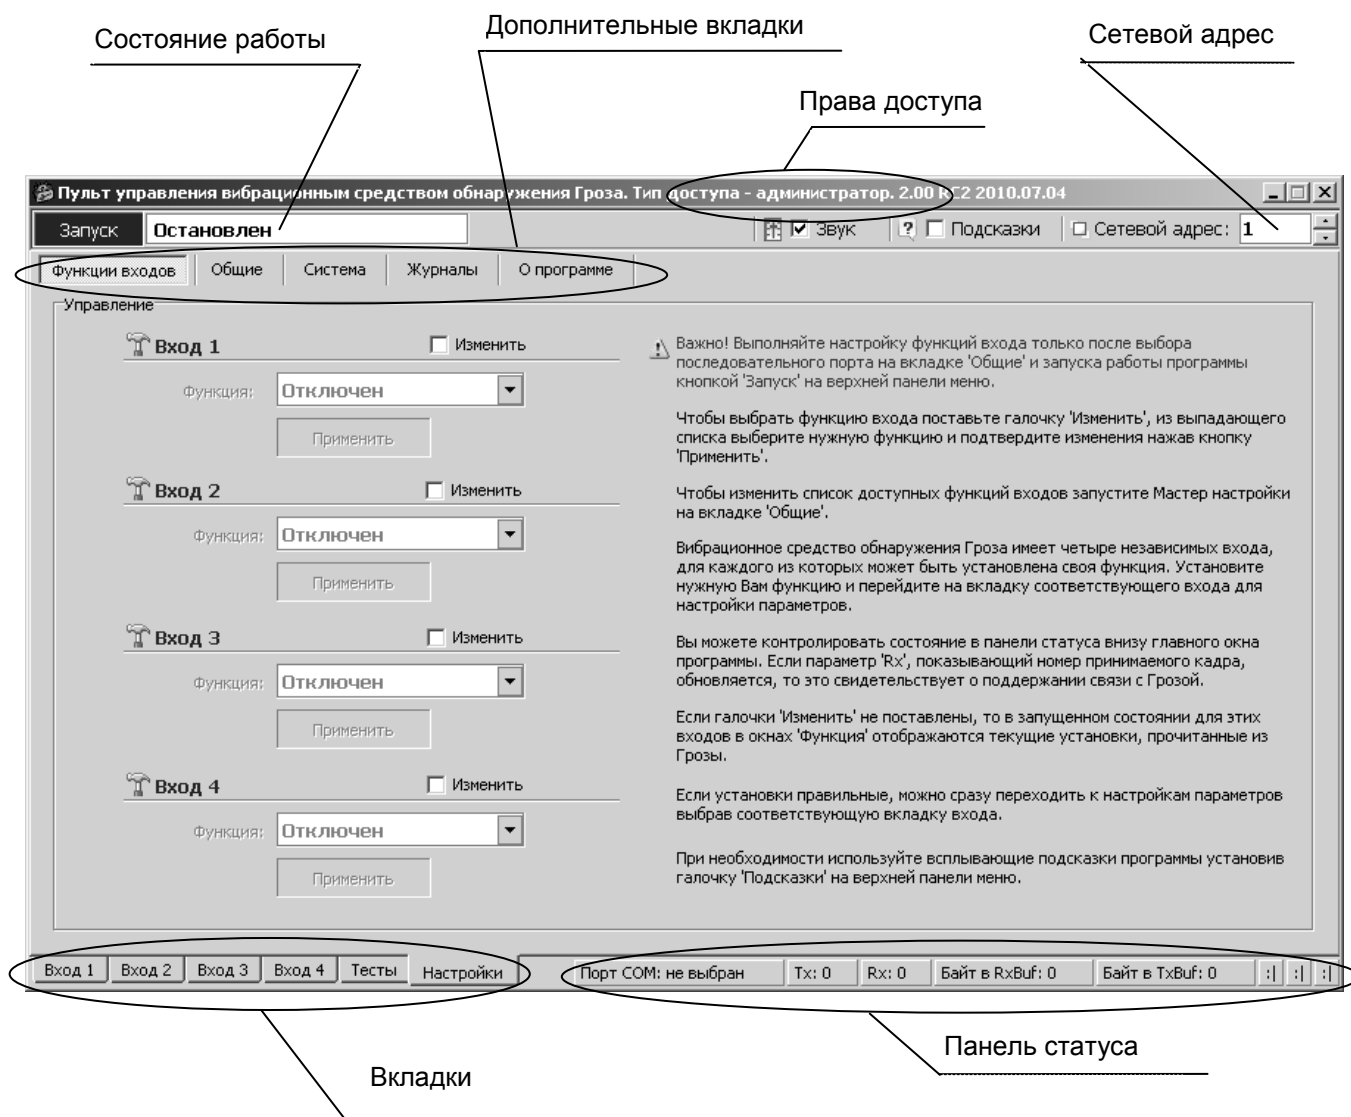 Состояние работы
Дополнительные вкладки
Сетевой адрес
Права доступа
Пульт управления вибрационным средством обнаружения Гроза. Тип доступа - администратор. 2.00 RC2 2010.07.04
Запуск
Остановлен
Звук
Подсказки
Сетевой адрес: 1
Функции входов
Общие
Система
Журналы
О программе
Управление
Вход 1
Изменить
Функция: Отключен
Применить
Вход 2
Изменить
Функция: Отключен
Применить
Вход 3
Изменить
Функция: Отключен
Применить
Вход 4
Изменить
Функция: Отключен
Применить
Важно! Выполняйте настройку функций входа только после выбора
последовательного порта на вкладке 'Общие' и запуска работы программы
кнопкой 'Запуск' на верхней панели меню.
Чтобы выбрать функцию входа поставьте галочку 'Изменить', из выпадающего
списка выберите нужную функцию и подтвердите изменения нажав кнопку
'Применить'.
Чтобы изменить список доступных функций входов запустите Мастер настройки
на вкладке 'Общие'.
Вибрационное средство обнаружения Гроза имеет четыре независимых входа,
для каждого из которых может быть установлена своя функция. Установите
нужную Вам функцию и перейдите на вкладку соответствующего входа для
настройки параметров.
Вы можете контролировать состояние в панели статуса внизу главного окна
программы. Если параметр 'Rx', показывающий номер принимаемого кадра,
обновляется, то это свидетельствует о поддержании связи с Грозой.
Если галочки 'Изменить' не поставлены, то в запущенном состоянии для этих
входов в окнах 'Функция' отображаются текущие установки, прочитанные из
Грозы.
Если установки правильные, можно сразу переходить к настройкам параметров
выбрав соответствующую вкладку входа.
При необходимости используйте всплывающие подсказки программы установив
галочку 'Подсказки' на верхней панели меню.
Вход 1
Вход 2
Вход 3
Вход 4
Тесты
Настройки
Порт COM: не выбран
Tx: 0
Rx: 0
Байт в RxBuf: 0
Байт в TxBuf: 0
:|
:|
:|
Панель статуса
Вкладки